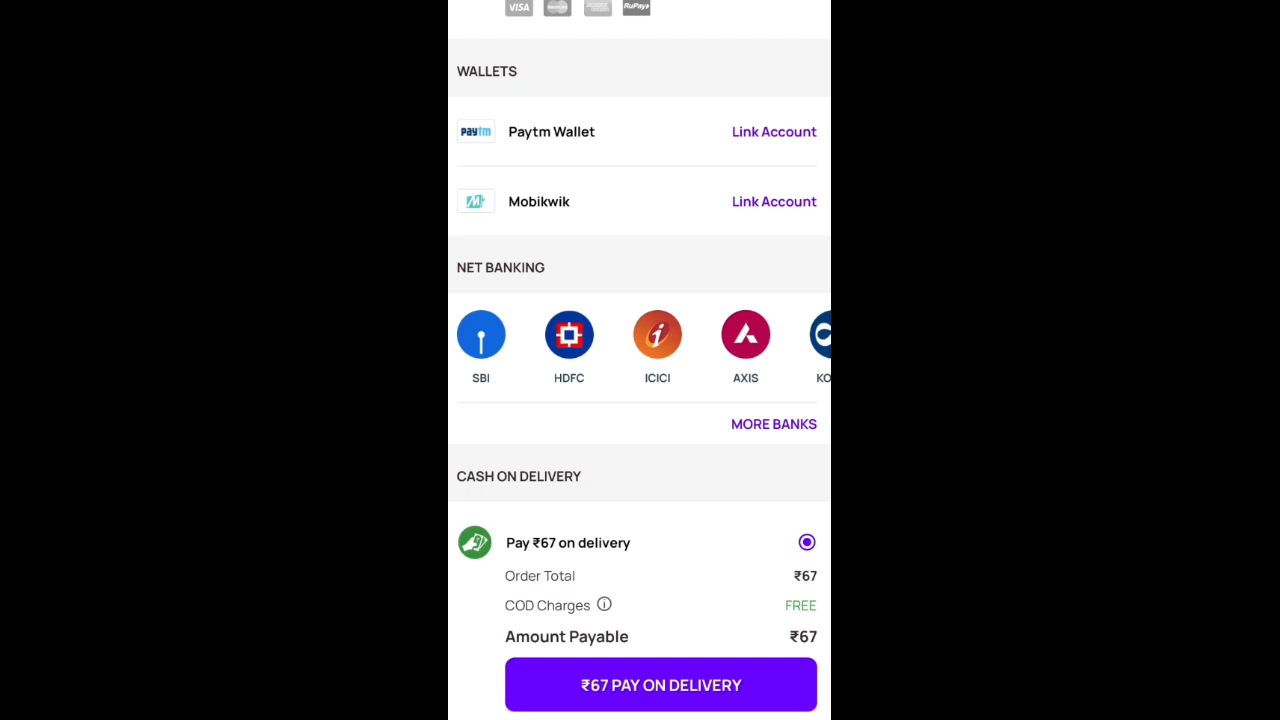 VISA RuPay
WALLETS
paytm Paytm Wallet Link Account
Mobikwik Link Account
NET BANKING
SBI HDFC ICICI AXIS KO
MORE BANKS
CASH ON DELIVERY
Pay ₹67 on delivery
Order Total ₹67
COD Charges FREE
Amount Payable ₹67
₹67 PAY ON DELIVERY